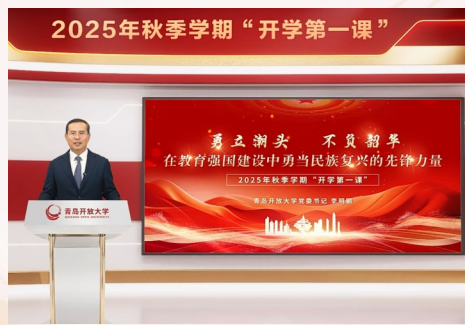 2025年秋季学期“开学第一课”
勇立潮头 不负韶华
在教育强国建设中勇当民族复兴的先锋力量
2025年秋季学期“开学第一课”
青岛开放大学党委书记
青岛开放大学
QINGDAO OPEN UNIVERSITY